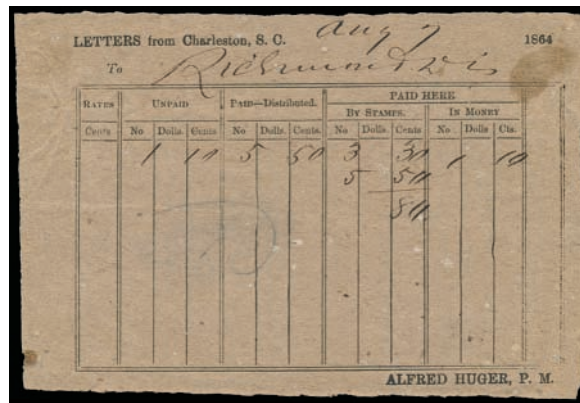 LETTERS from Charleston, S. C. Aug 7 1864
To Richmond Dis
RATES UNPAID PAID—Distributed. PAID HERE
BY STAMPS. IN MONEY
Cents No Dolls. Cents No Dolls. Cents. No Dolls. Cents No Dolls Cts.
1 10 5 50 3 30 1 10
5 50
80
ALFRED HUGER, P. M.